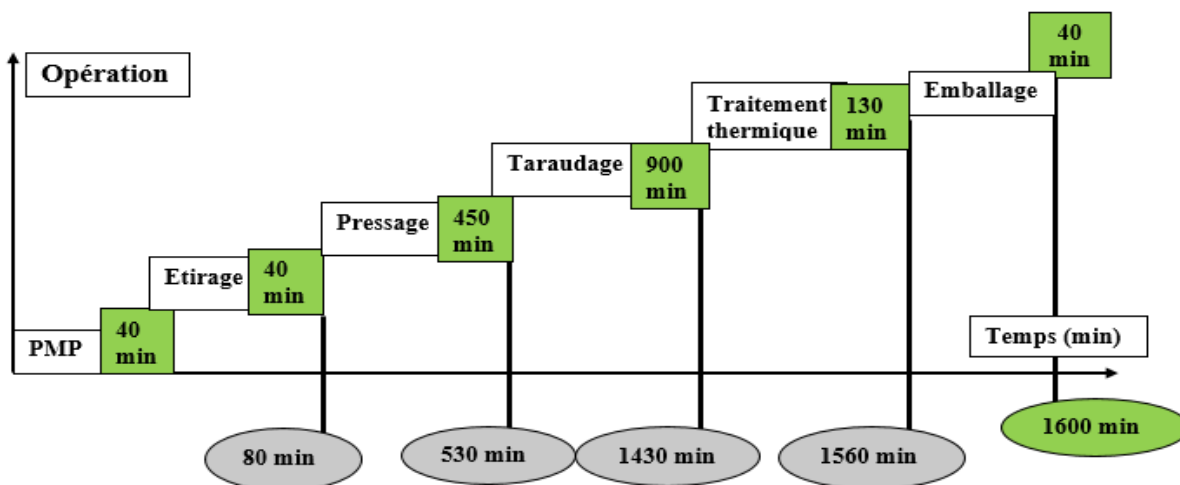 Opération
PMP
40
min
Etirage
40
min
Pressage
450
min
Taraudage
900
min
Traitement
thermique
130
min
Emballage
40
min
Temps (min)
80 min
530 min
1430 min
1560 min
1600 min